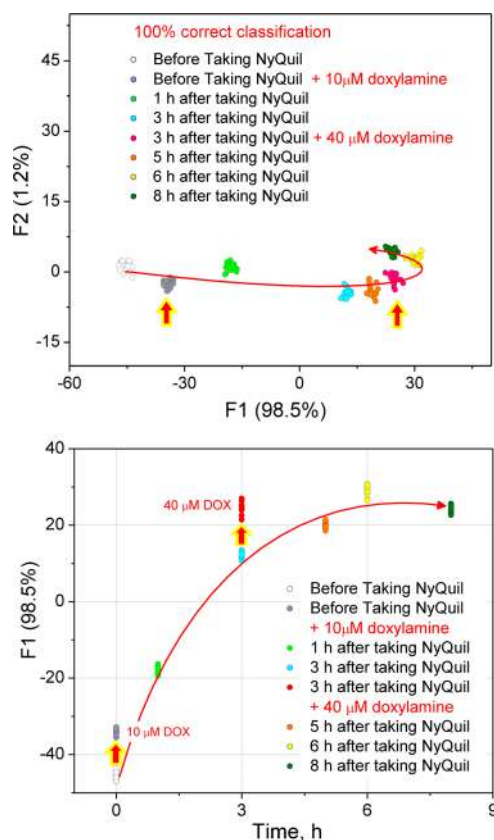 100% correct classification
Before Taking NyQuil
Before Taking NyQuil + 10μM doxylamine
1 h after taking NyQuil
3 h after taking NyQuil
3 h after taking NyQuil + 40 μM doxylamine
5 h after taking NyQuil
6 h after taking NyQuil
8 h after taking NyQuil
F2 (1.2%)
45
30
15
0
-15
-60
-30
0
30
F1 (98.5%)
40
20
0
-20
-40
F1 (98.5%)
40 μM DOX
10 μM DOX
Before Taking NyQuil
Before Taking NyQuil
+ 10μM doxylamine
1 h after taking NyQuil
3 h after taking NyQuil
3 h after taking NyQuil
+ 40 μM doxylamine
5 h after taking NyQuil
6 h after taking NyQuil
8 h after taking NyQuil
0
3
6
9
Time, h